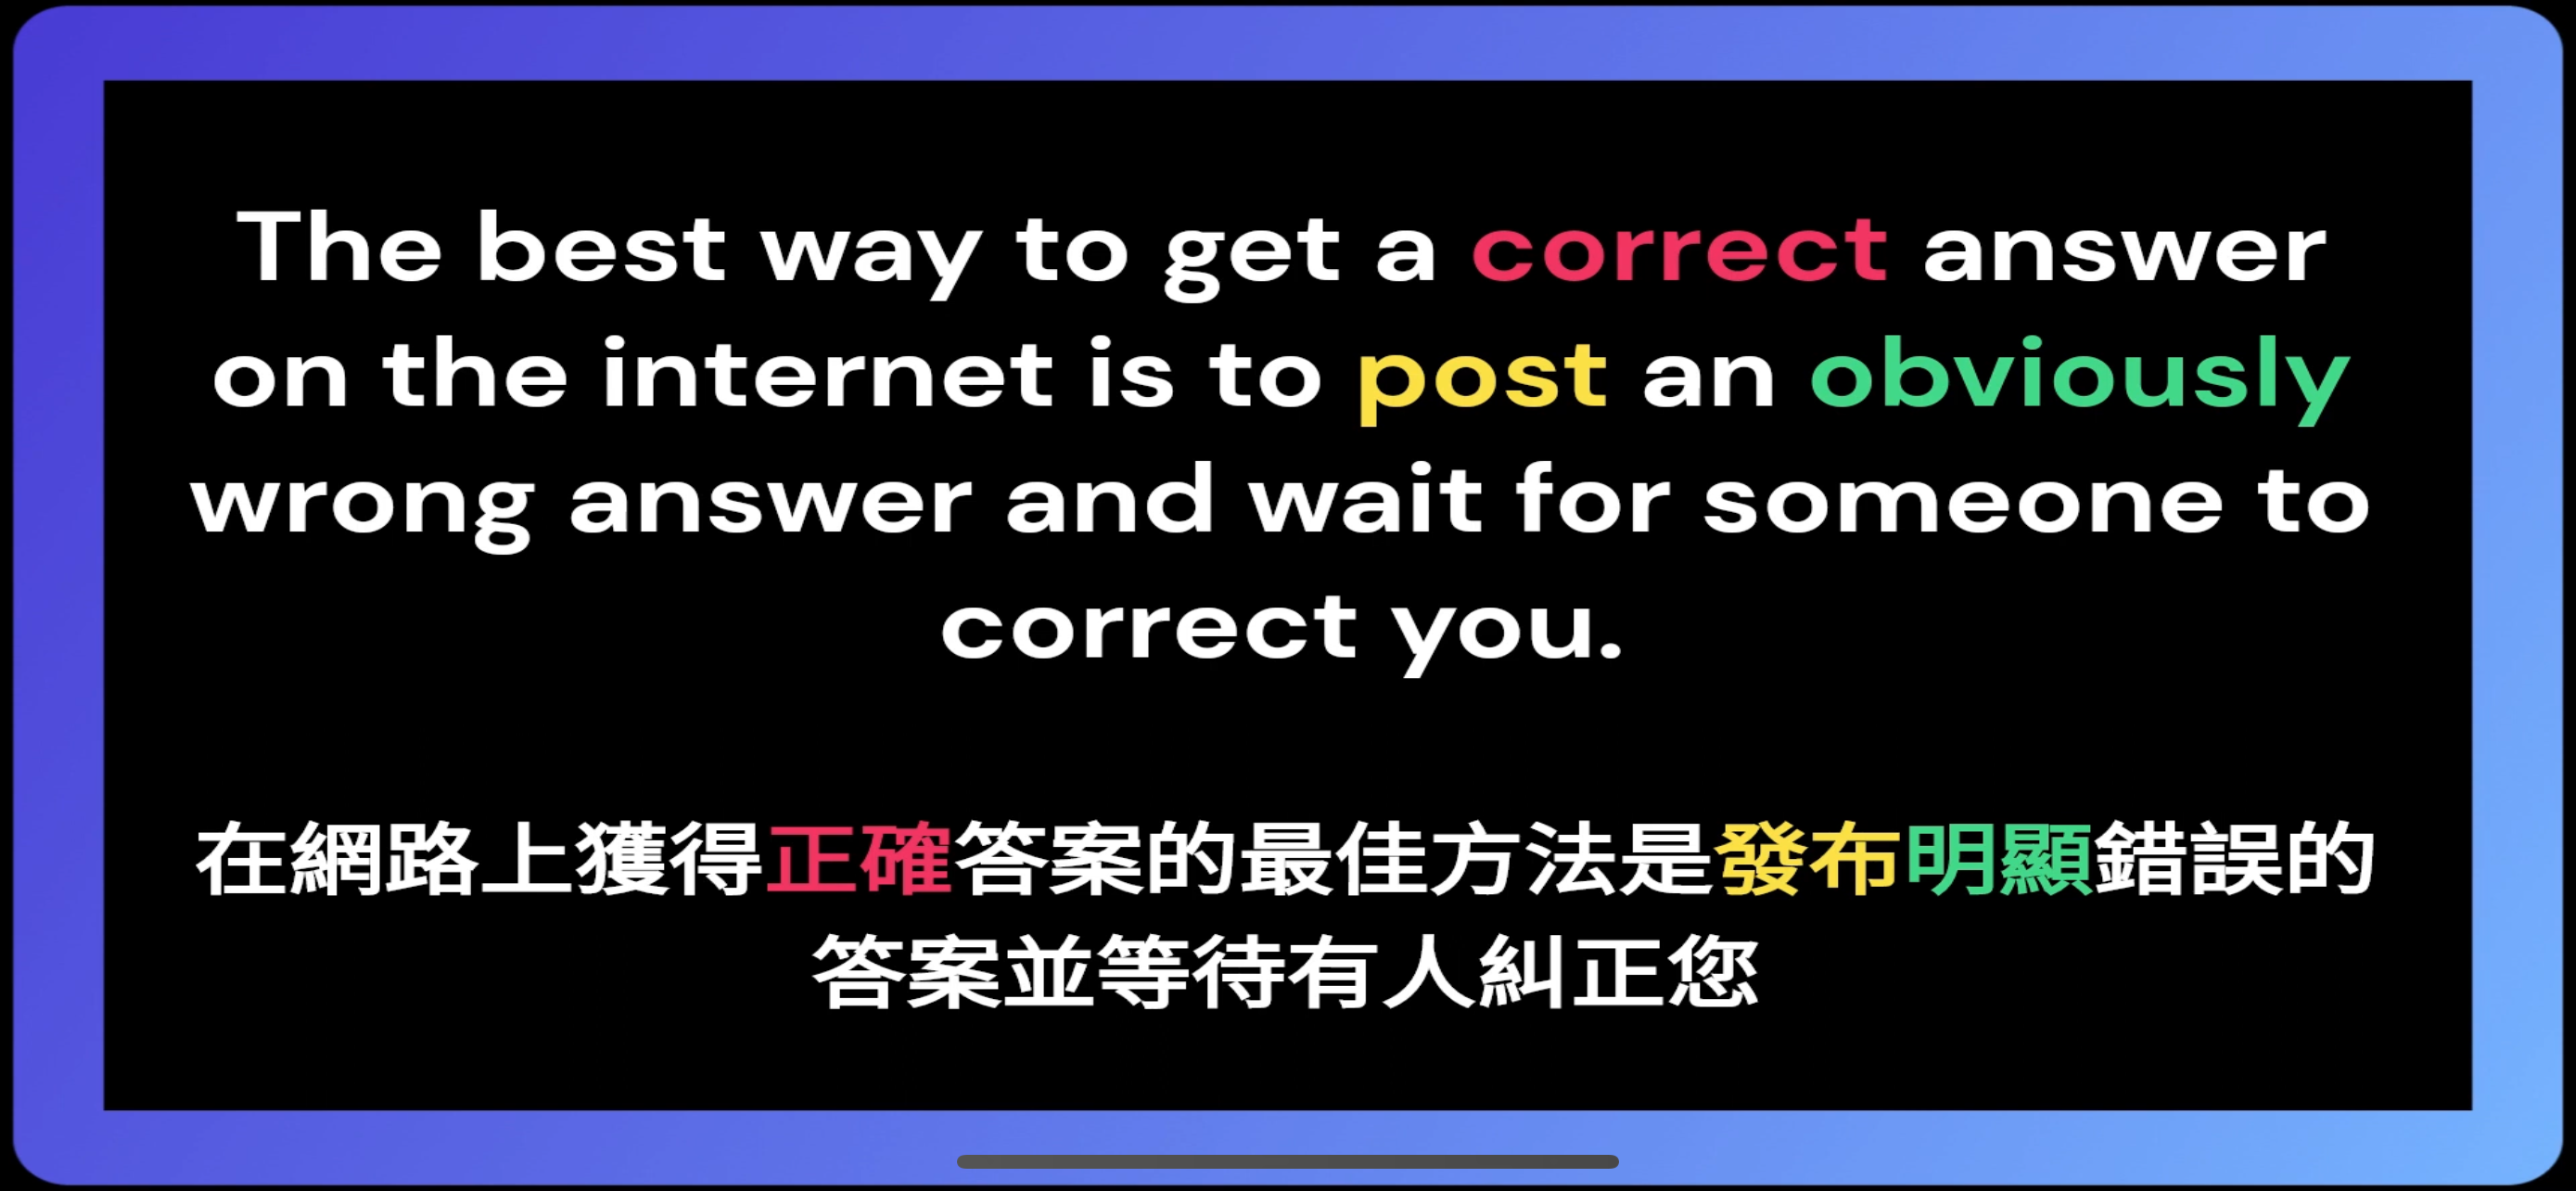 The best way to get a correct answer
on the internet is to post an obviously
wrong answer and wait for someone to
correct you.
在網路上獲得正確答案的最佳方法是發布明顯錯誤的
答案並等待有人糾正您